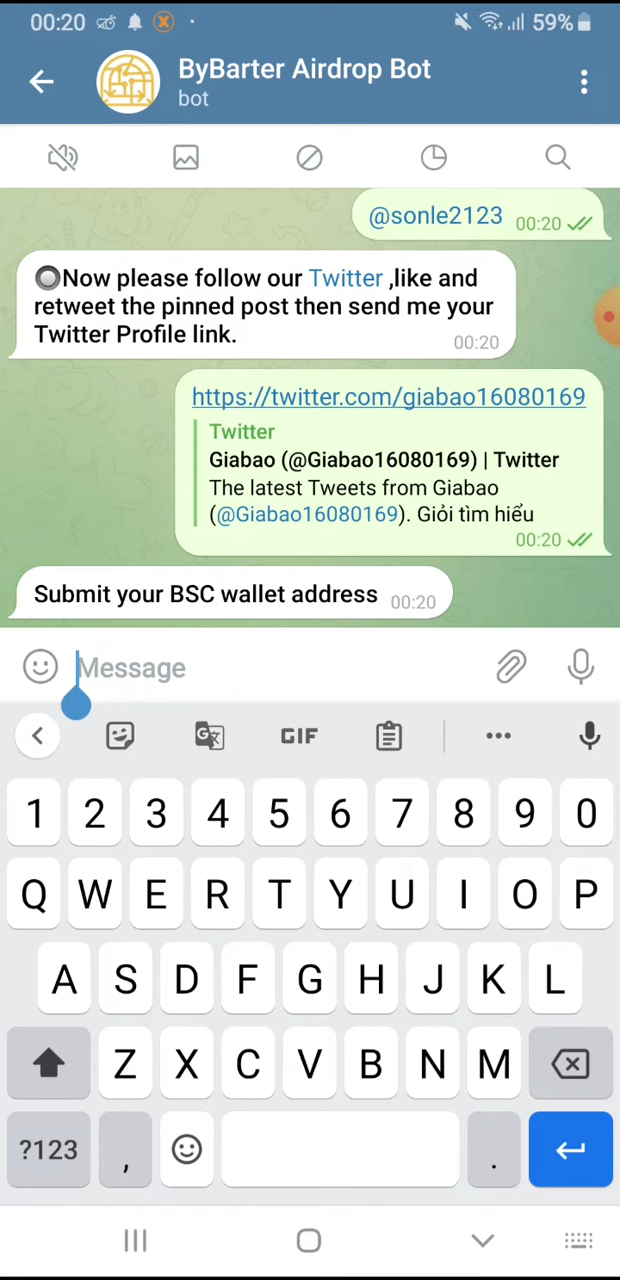 00:20
59%
ByBarter Airdrop Bot
bot
@sonle2123 00:20
Now please follow our Twitter ,like and
retweet the pinned post then send me your
Twitter Profile link.
00:20
https://twitter.com/giabao16080169
Twitter
Giabao (@Giabao16080169) | Twitter
The latest Tweets from Giabao
(@Giabao16080169). Giỏi tìm hiểu
00:20
Submit your BSC wallet address 00:20
Message
GIF
1 2 3 4 5 6 7 8 9 0
Q W E R T Y U I O P
A S D F G H J K L
Z X C V B N M
?123 , .